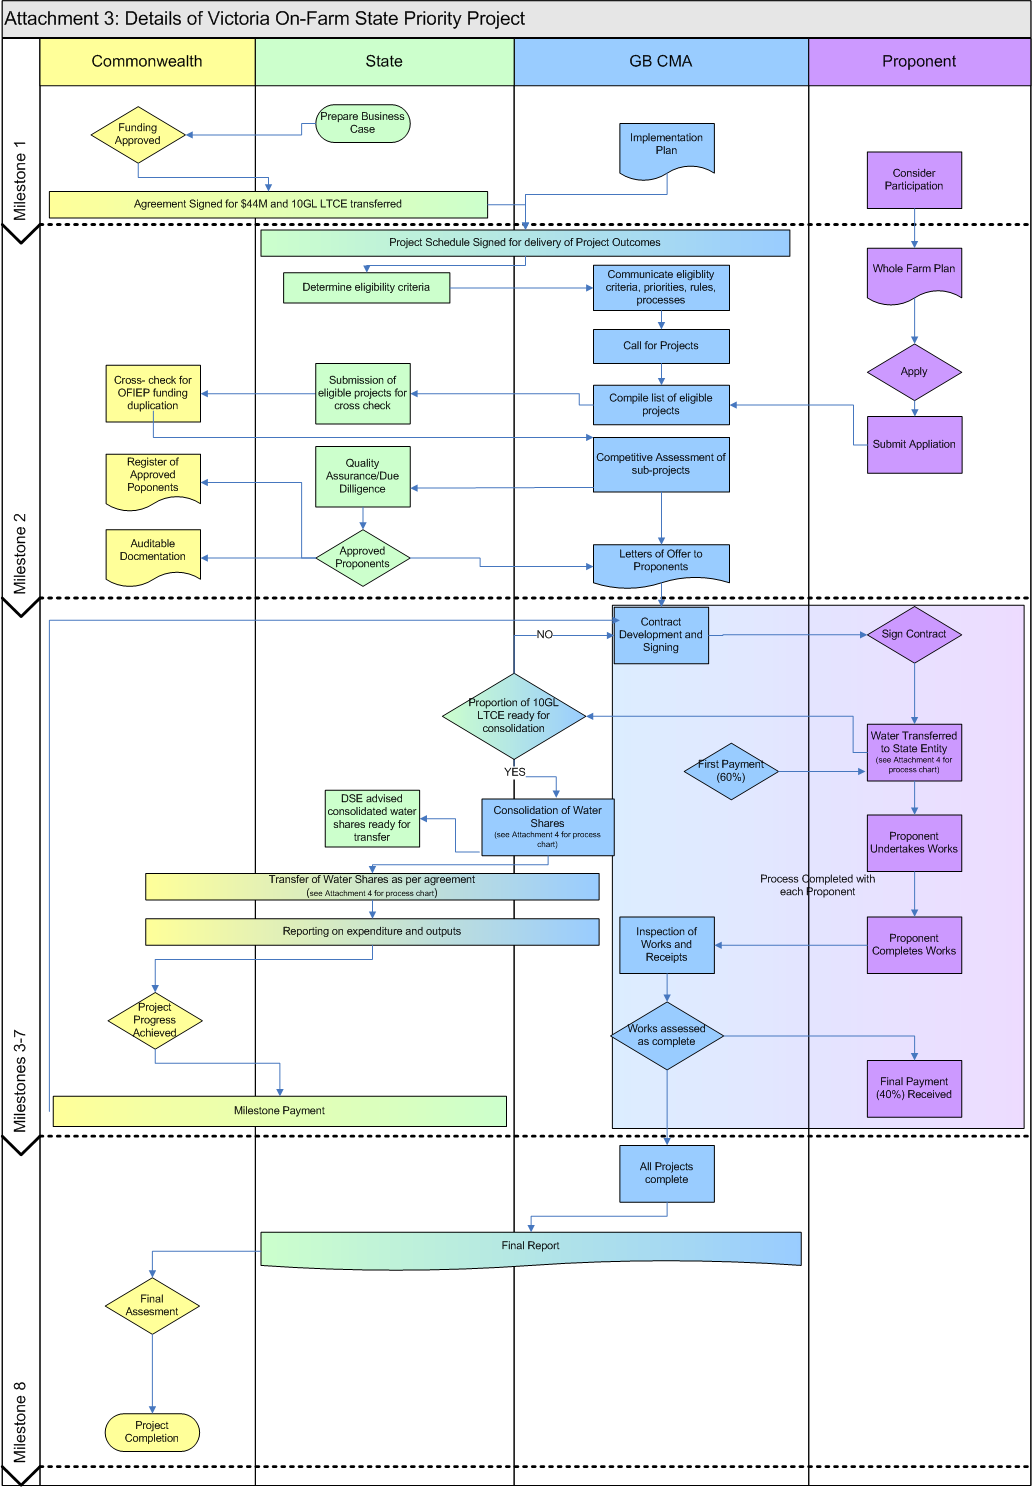 Attachment 3: Details of Victoria On-Farm State Priority Project
Commonwealth
State
GB CMA
Proponent
Milestone 1
Prepare Business
Case
Funding
Approved
Implementation
Plan
Consider
Participation
Agreement Signed for $44M and 10GL LTCE transferred
Milestone 2
Project Schedule Signed for delivery of Project Outcomes
Whole Farm Plan
Determine eligibility criteria
Communicate eligiblity
criteria, priorities, rules,
processes
Call for Projects
Apply
Cross- check for
OFIEP funding
duplication
Submission of
eligible projects for
cross check
Compile list of eligible
projects
Submit Appliation
Register of
Approved
Poponents
Quality
Assurance/Due
Dilligence
Competitive Assessment of
sub-projects
Auditable
Docmentation
Approved
Proponents
Letters of Offer to
Proponents
Milestones 3-7
NO
Contract
Development and
Signing
Sign Contract
Proportion of 10GL
LTCE ready for
consolidation
Water Transferred
to State Entity
(see Attachment 4 for
process chart)
First Payment
(60%)
YES
DSE advised
consolidated water
shares ready for
transfer
Consolidation of Water
Shares
(see Attachment 4 for process
chart)
Proponent
Undertakes Works
Transfer of Water Shares as per agreement
(see Attachment 4 for process chart)
Process Completed with
each Proponent
Reporting on expenditure and outputs
Inspection of
Works and
Receipts
Proponent
Completes Works
Project
Progress
Achieved
Works assessed
as complete
Final Payment
(40%) Received
Milestone Payment
Milestone 8
All Projects
complete
Final Report
Final
Assesment
Project
Completion